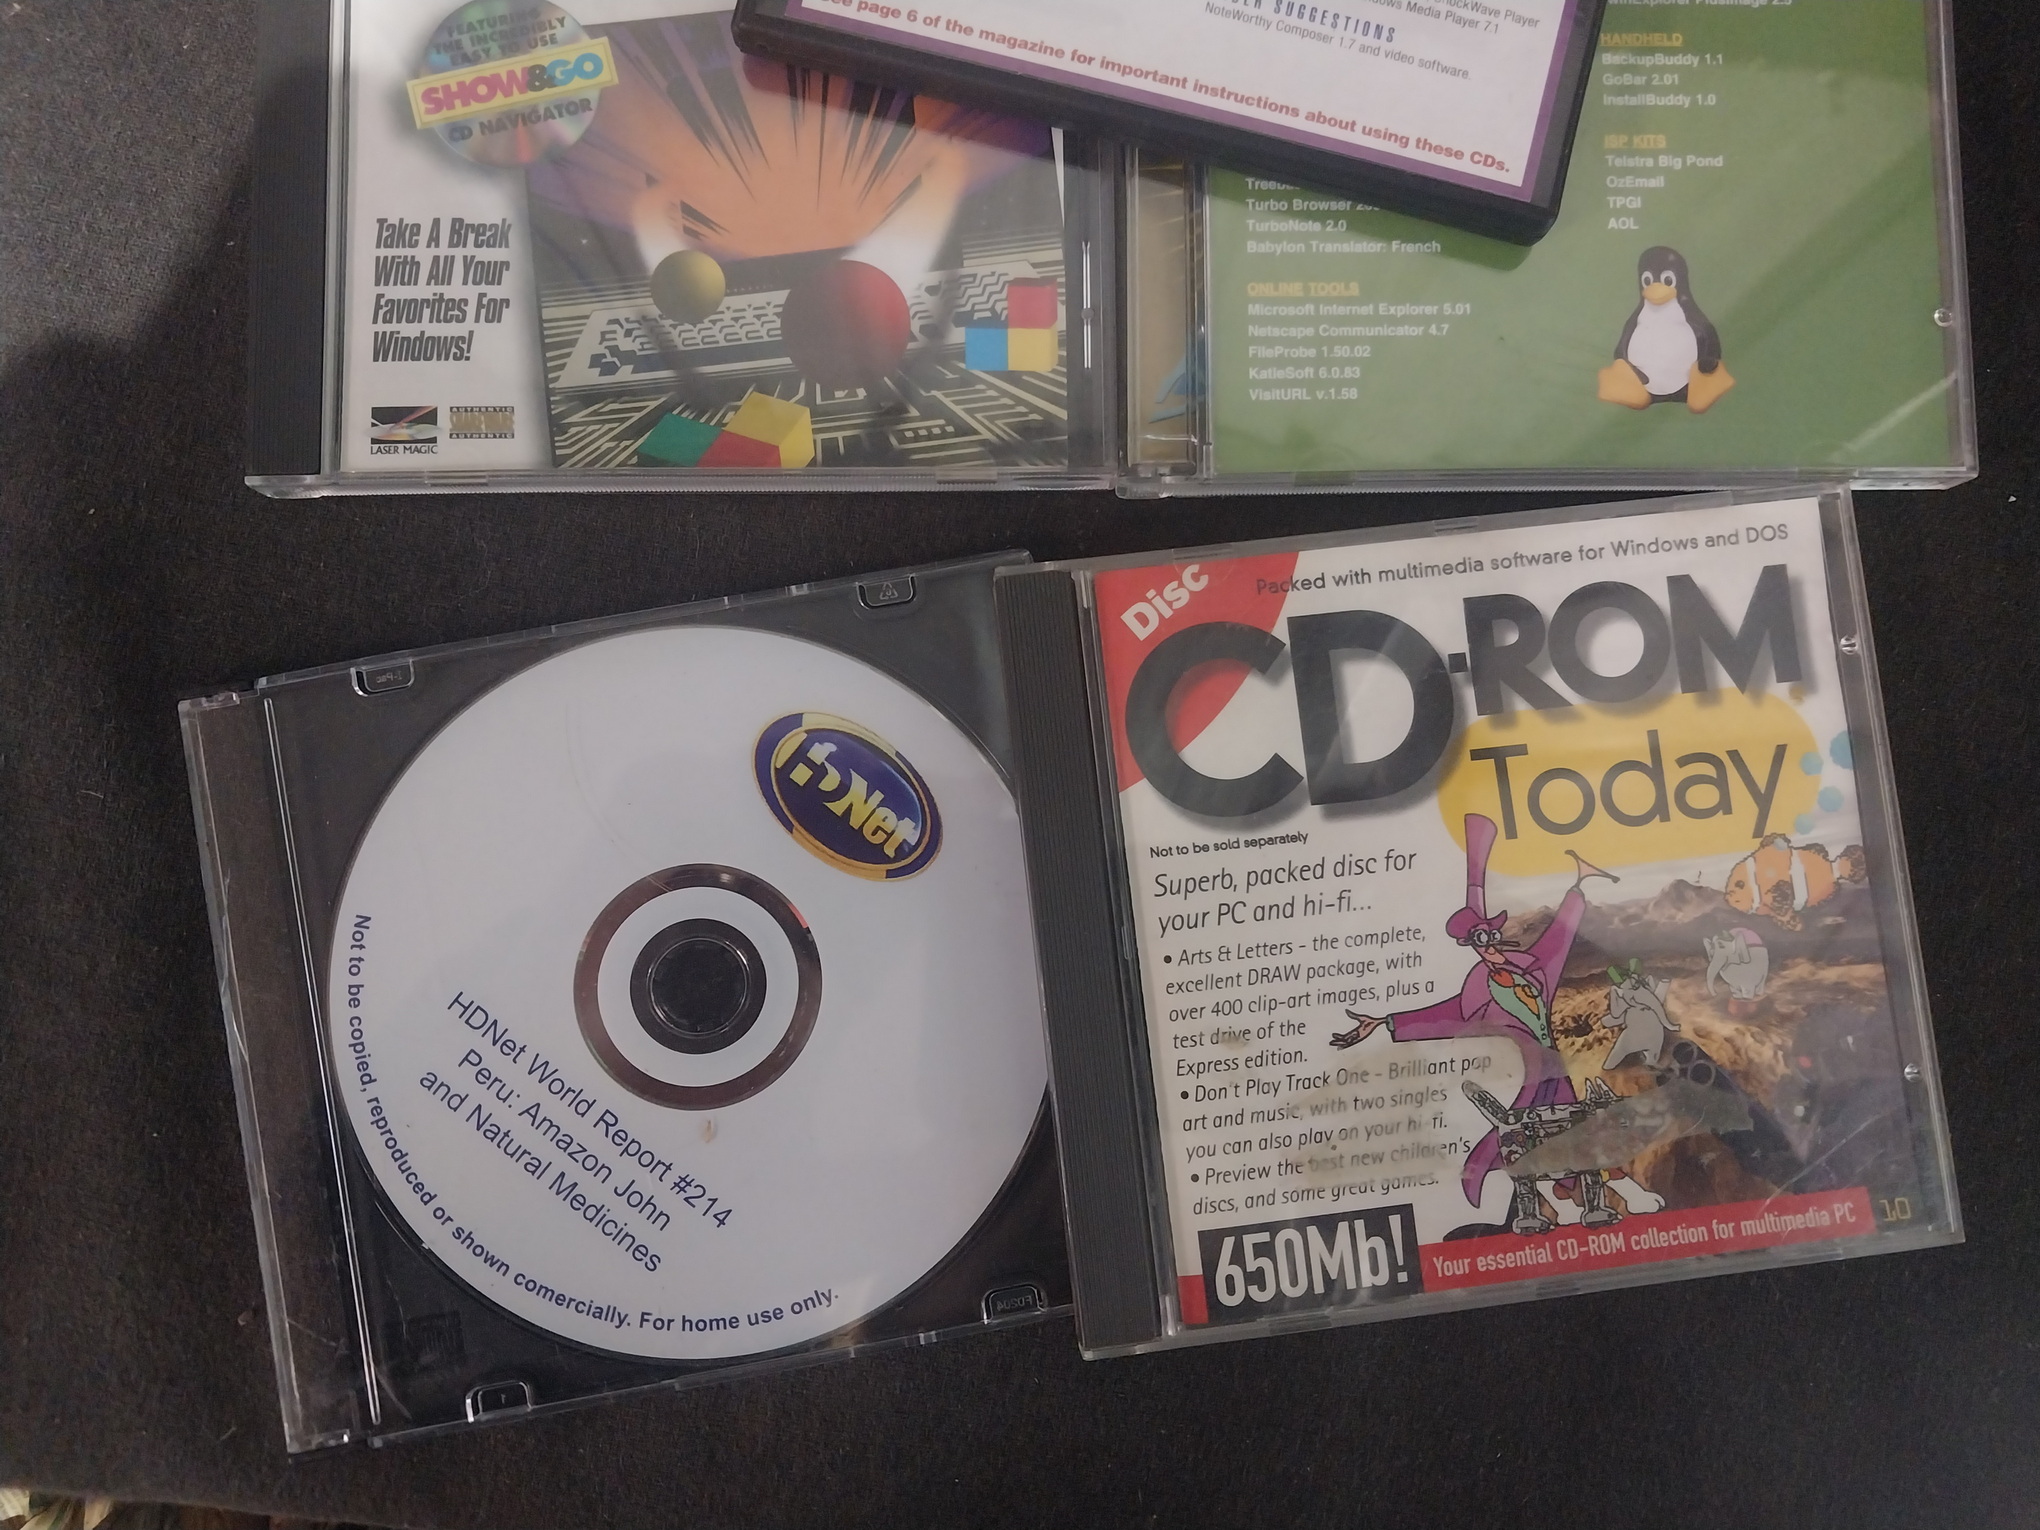 FEATURING
THE INCREDIBLY
EASY TO USE
SHOW&GO
CD NAVIGATOR
Take A Break
With All Your
Favorites For
Windows!
LASER MAGIC
AUTHENTIC
SHAREWARE
AUTHENTIC
ShockWave Player
Windows Media Player 7.1
SUGGESTIONS
NoteWorthy Composer 1.7 and video software.
See page 6 of the magazine for important instructions about using these CDs.
HANDHELD
BackupBuddy 1.1
GoBar 2.01
InstallBuddy 1.0
ISP KITS
Telstra Big Pond
OzEmail
TPGI
AOL
Turbo Browser
TurboNote 2.0
Babylon Translator: French
ONLINE TOOLS
Microsoft Internet Explorer 5.01
Netscape Communicator 4.7
FileProbe 1.50.02
KatieSoft 6.0.83
VisitURL v.1.58
HDNet
HDNet World Report #214
Peru: Amazon John
and Natural Medicines
Not to be copied, reproduced or shown comercially. For home use only.
Disc
Packed with multimedia software for Windows and DOS
CD-ROM
Today
Not to be sold separately
Superb, packed disc for
your PC and hi-fi...
• Arts & Letters - the complete,
excellent DRAW package, with
over 400 clip-art images, plus a
test drive of the
Express edition.
• Don't Play Track One - Brilliant pop
art and music, with two singles
you can also play on your hi-fi.
• Preview the best new children's
discs, and some great games.
650Mb!
Your essential CD-ROM collection for multimedia PC
10